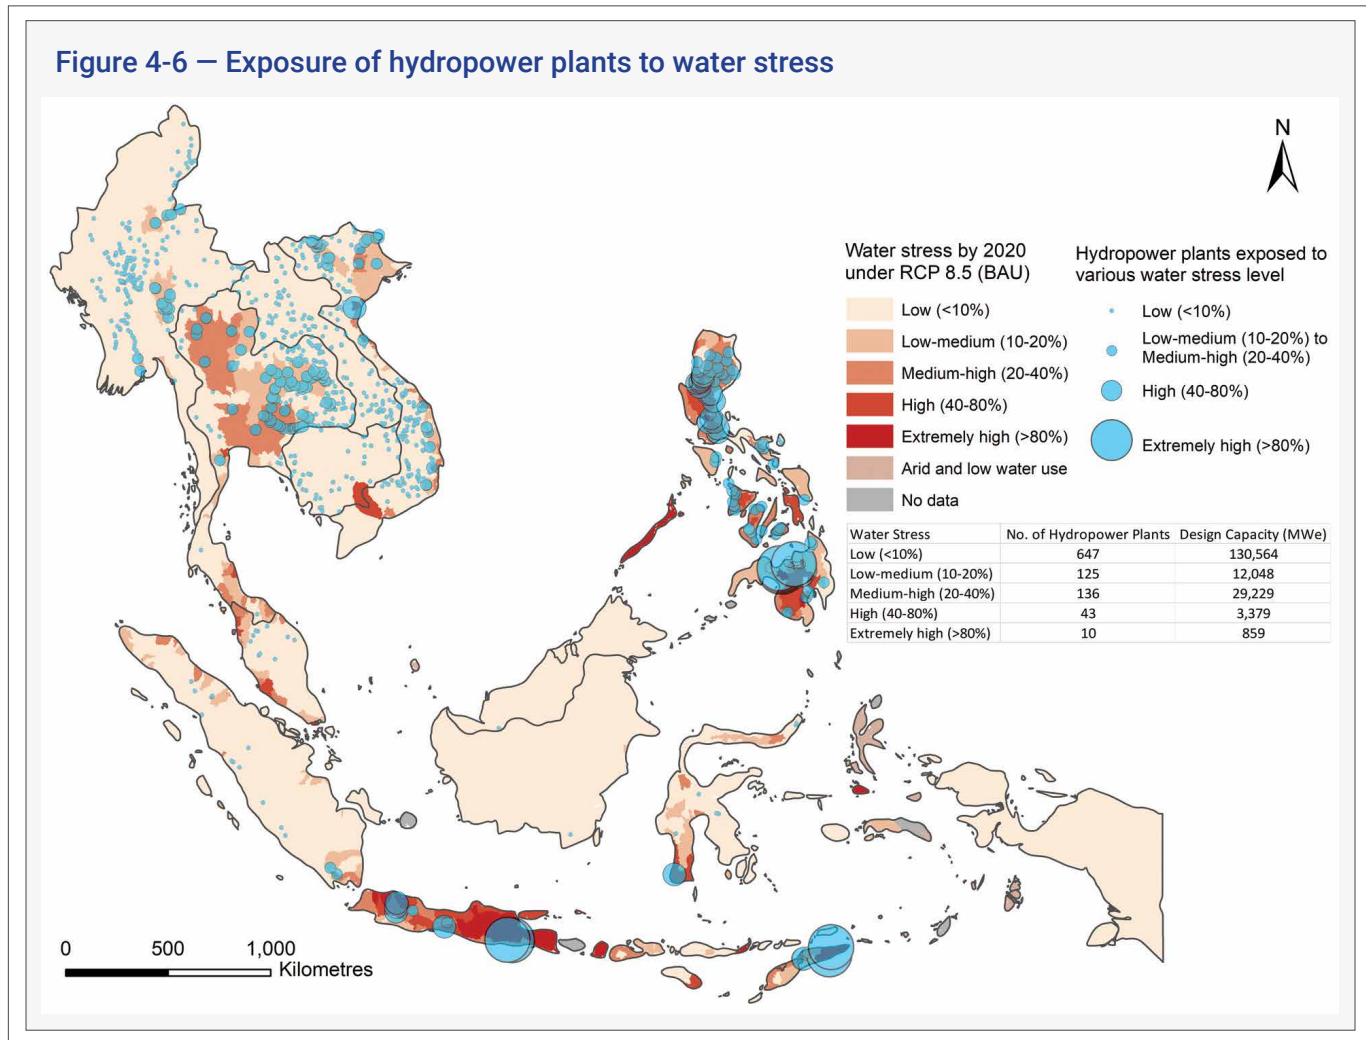 Figure 4-6 — Exposure of hydropower plants to water stress
N
Water stress by 2020
under RCP 8.5 (BAU)
Low (<10%)
Low-medium (10-20%)
Medium-high (20-40%)
High (40-80%)
Extremely high (>80%)
Arid and low water use
No data
Hydropower plants exposed to
various water stress level
Low (<10%)
Low-medium (10-20%) to
Medium-high (20-40%)
High (40-80%)
Extremely high (>80%)
Water Stress No. of Hydropower Plants Design Capacity (MWe)
Low (<10%) 647 130,564
Low-medium (10-20%) 125 12,048
Medium-high (20-40%) 136 29,229
High (40-80%) 43 3,379
Extremely high (>80%) 10 859
0 500 1,000
Kilometres